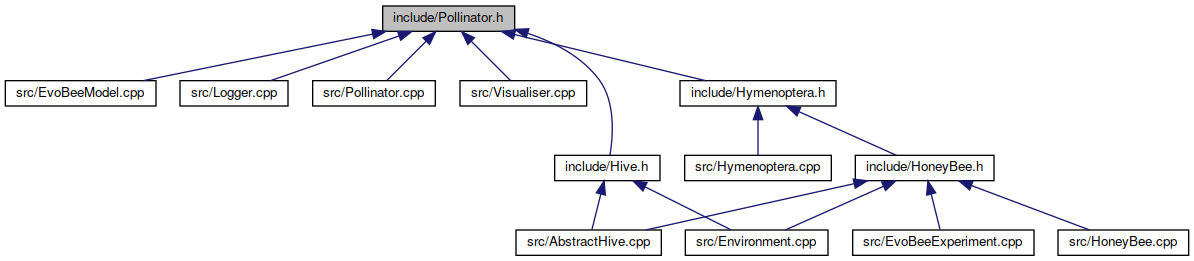 include/Pollinator.h
src/EvoBeeModel.cpp
src/Logger.cpp
src/Pollinator.cpp
src/Visualiser.cpp
include/Hymenoptera.h
include/Hive.h
src/Hymenoptera.cpp
include/HoneyBee.h
src/AbstractHive.cpp
src/Environment.cpp
src/EvoBeeExperiment.cpp
src/HoneyBee.cpp